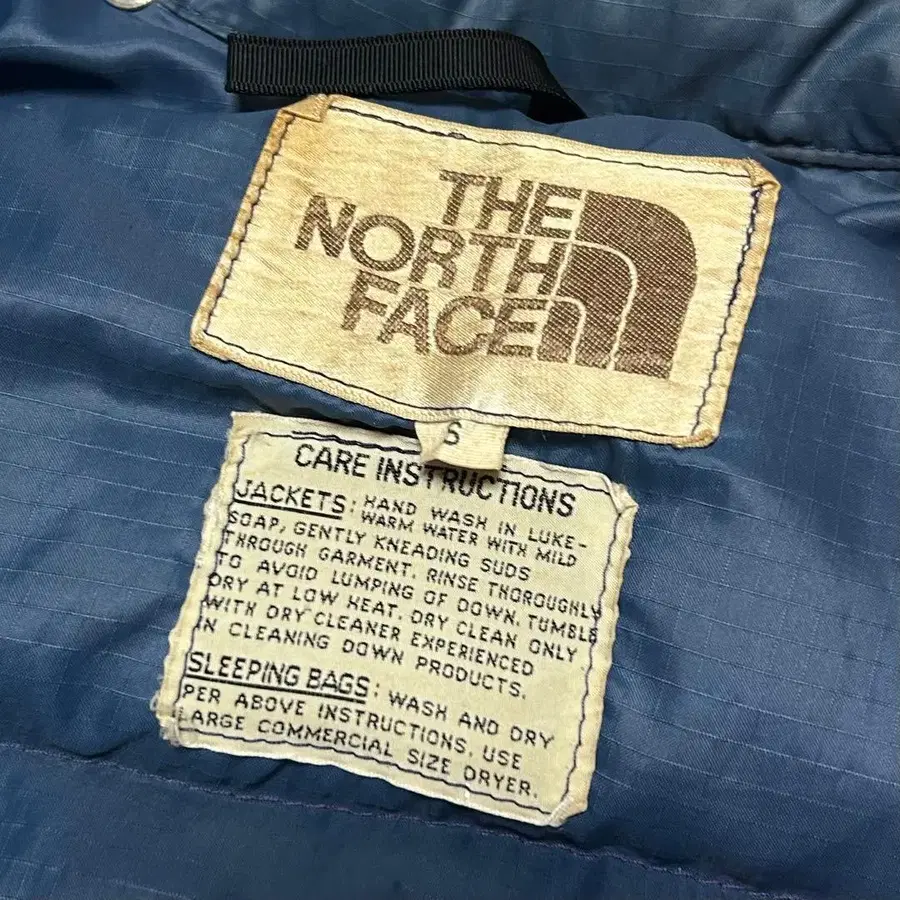 THE
NORTH
FACE
S
CARE INSTRUCTIONS
JACKETS: HAND WASH IN LUKE-
WARM WATER WITH MILD
SOAP, GENTLY KNEADING SUDS
THROUGH GARMENT. RINSE THOROUGHLY
TO AVOID LUMPING OF DOWN. TUMBLE
DRY AT LOW HEAT. DRY CLEAN ONLY
WITH DRY CLEANER EXPERIENCED
IN CLEANING DOWN PRODUCTS.
SLEEPING BAGS: WASH AND DRY
PER ABOVE INSTRUCTIONS. USE
LARGE COMMERCIAL SIZE DRYER.